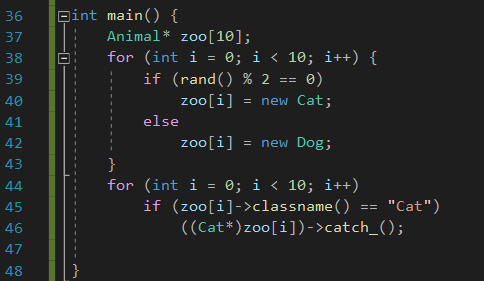 36 int main() {
37     Animal* zoo[10];
38     for (int i = 0; i < 10; i++) {
39         if (rand() % 2 == 0)
40             zoo[i] = new Cat;
41         else
42             zoo[i] = new Dog;
43     }
44     for (int i = 0; i < 10; i++)
45         if (zoo[i]->classname() == "Cat")
46             ((Cat*)zoo[i])->catch_();
47
48 }